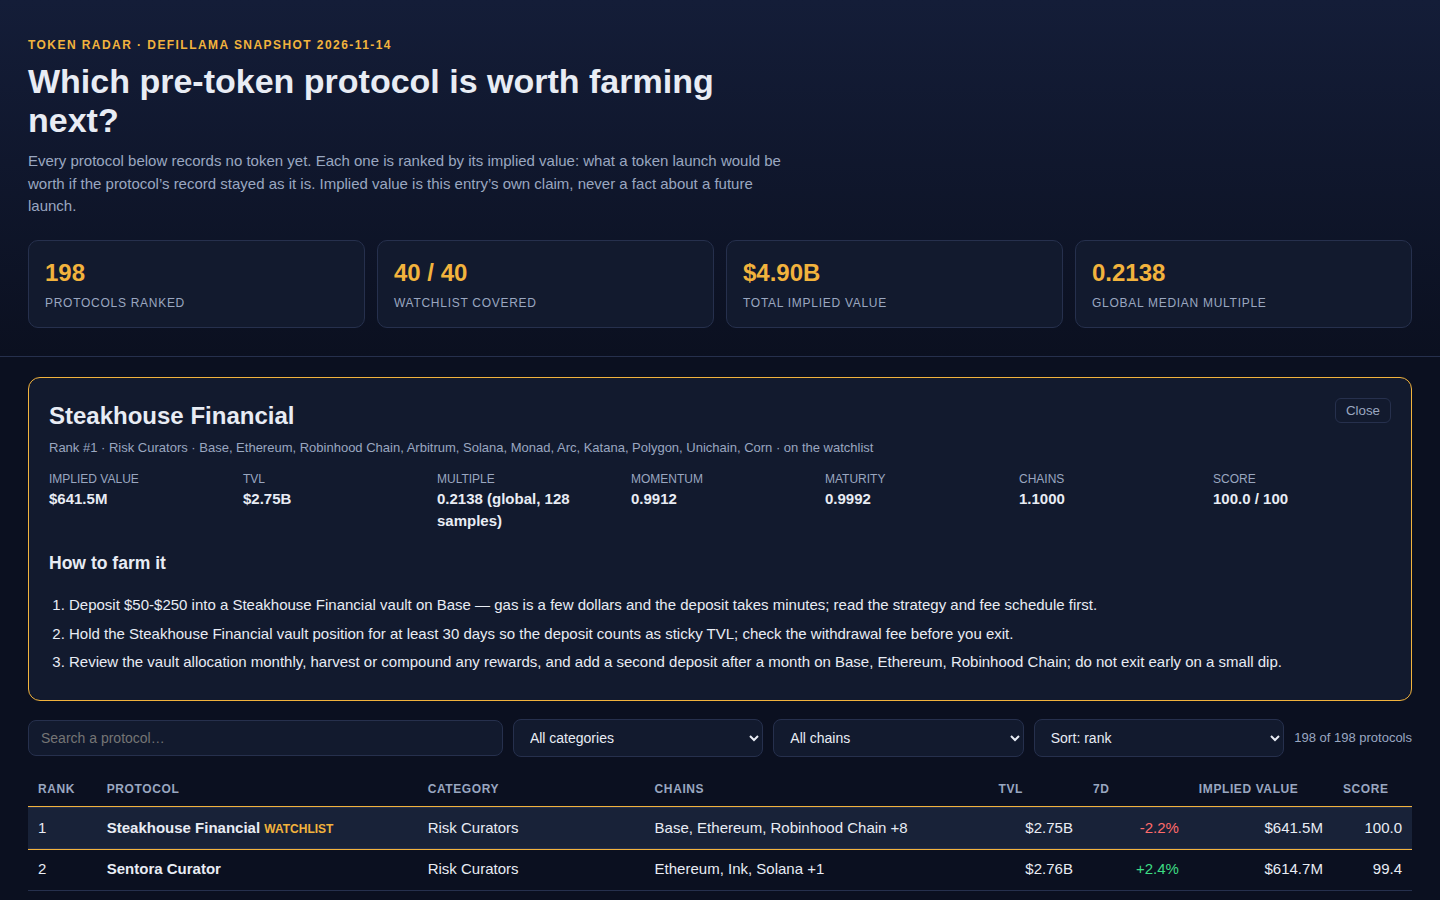 TOKEN RADAR · DEFILLAMA SNAPSHOT 2026-11-14
Which pre-token protocol is worth farming
next?
Every protocol below records no token yet. Each one is ranked by its implied value: what a token launch would be
worth if the protocol’s record stayed as it is. Implied value is this entry’s own claim, never a fact about a future
launch.
198
PROTOCOLS RANKED
40 / 40
WATCHLIST COVERED
$4.90B
TOTAL IMPLIED VALUE
0.2138
GLOBAL MEDIAN MULTIPLE
Steakhouse Financial
Close
Rank #1 · Risk Curators · Base, Ethereum, Robinhood Chain, Arbitrum, Solana, Monad, Arc, Katana, Polygon, Unichain, Corn · on the watchlist
IMPLIED VALUE
$641.5M
TVL
$2.75B
MULTIPLE
0.2138 (global, 128
samples)
MOMENTUM
0.9912
MATURITY
0.9992
CHAINS
1.1000
SCORE
100.0 / 100
How to farm it
1. Deposit $50-$250 into a Steakhouse Financial vault on Base — gas is a few dollars and the deposit takes minutes; read the strategy and fee schedule first.
2. Hold the Steakhouse Financial vault position for at least 30 days so the deposit counts as sticky TVL; check the withdrawal fee before you exit.
3. Review the vault allocation monthly, harvest or compound any rewards, and add a second deposit after a month on Base, Ethereum, Robinhood Chain; do not exit early on a small dip.
Search a protocol…
All categories
All chains
Sort: rank
198 of 198 protocols
RANK PROTOCOL CATEGORY CHAINS TVL 7D IMPLIED VALUE SCORE
1 Steakhouse Financial WATCHLIST Risk Curators Base, Ethereum, Robinhood Chain +8 $2.75B -2.2% $641.5M 100.0
2 Sentora Curator Risk Curators Ethereum, Ink, Solana +1 $2.76B +2.4% $614.7M 99.4